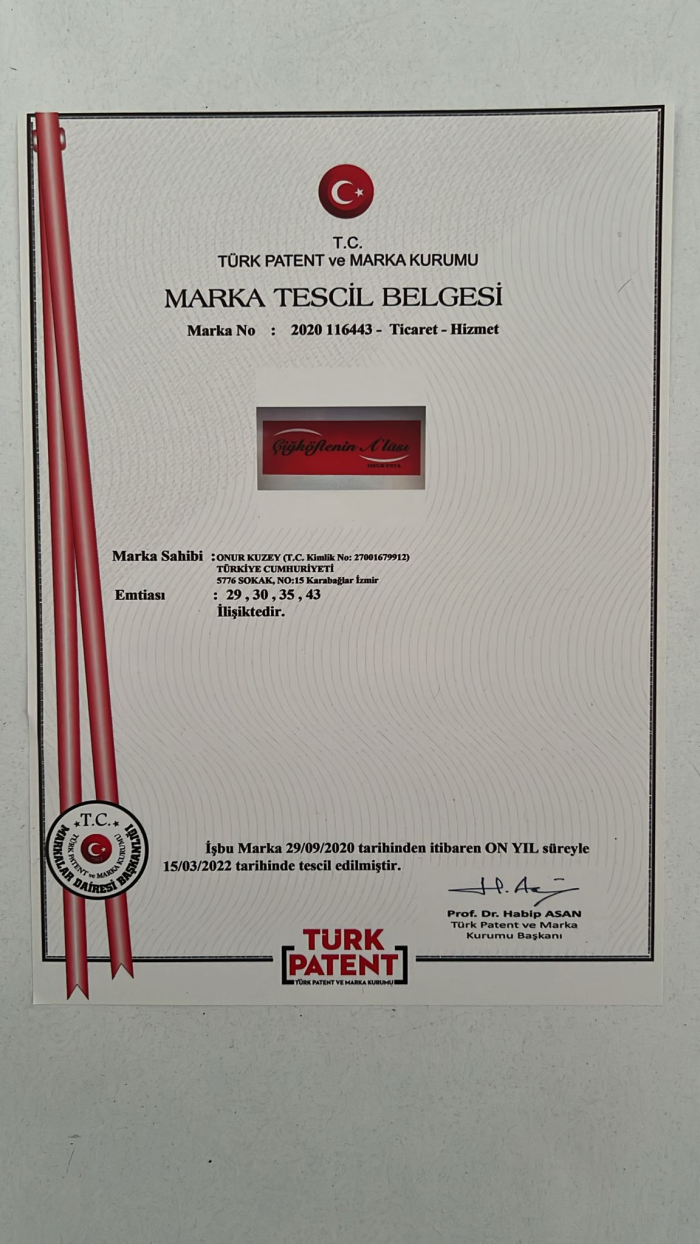 T.C.
TÜRK PATENT ve MARKA KURUMU
MARKA TESCİL BELGESİ
Marka No : 2020 116443 - Ticaret - Hizmet
Çiğköftenin A'lası
Marka Sahibi : ONUR KUZEY (T.C. Kimlik No: 27001679912)
TÜRKİYE CUMHURİYETİ
5776 SOKAK, NO:15 Karabağlar İzmir
Emtiası : 29 , 30 , 35 , 43
İlişiktedir.
İşbu Marka 29/09/2020 tarihinden itibaren ON YIL süreyle
15/03/2022 tarihinde tescil edilmiştir.
T.C.
TÜRK PATENT ve MARKA KURUMU
MARKALAR DAİRESİ BAŞKANLIĞI
Prof. Dr. Habip ASAN
Türk Patent ve Marka
Kurumu Başkanı
TÜRK
PATENT
TÜRK PATENT VE MARKA KURUMU